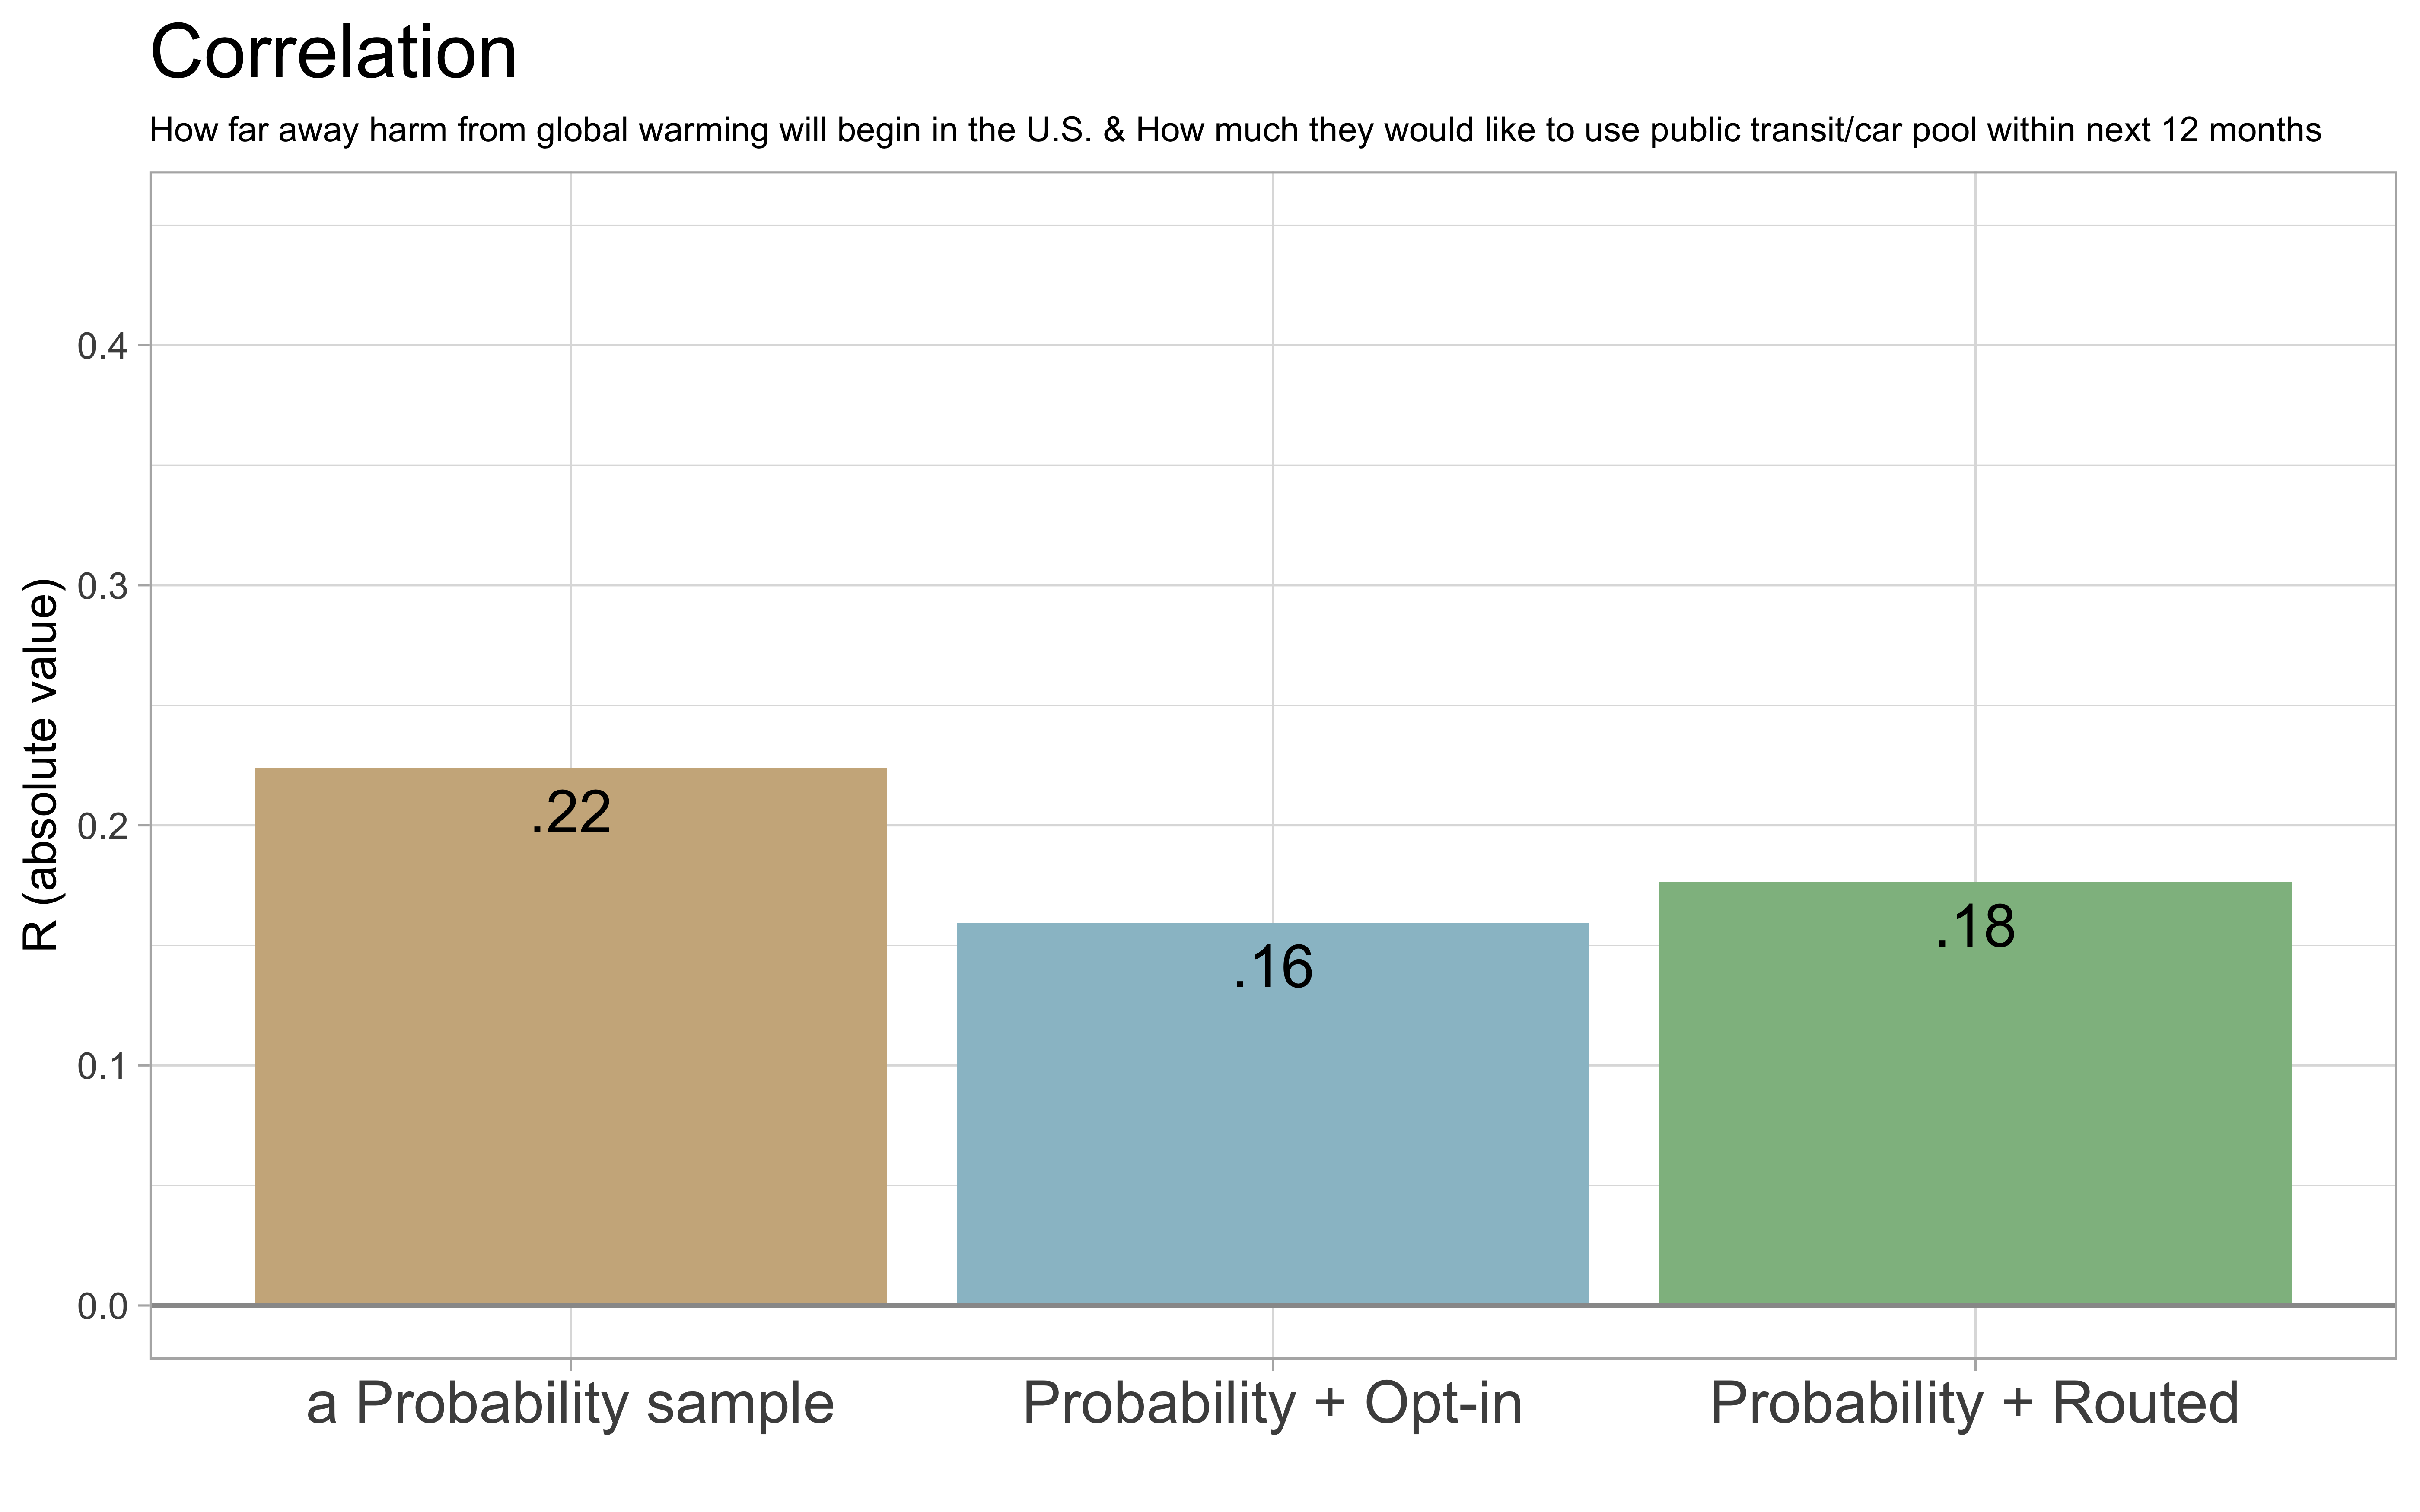 Correlation
How far away harm from global warming will begin in the U.S. & How much they would like to use public transit/car pool within next 12 months
R (absolute value)
0.4
0.3
0.2
0.1
0.0
.22
.16
.18
a Probability sample
Probability + Opt-in
Probability + Routed